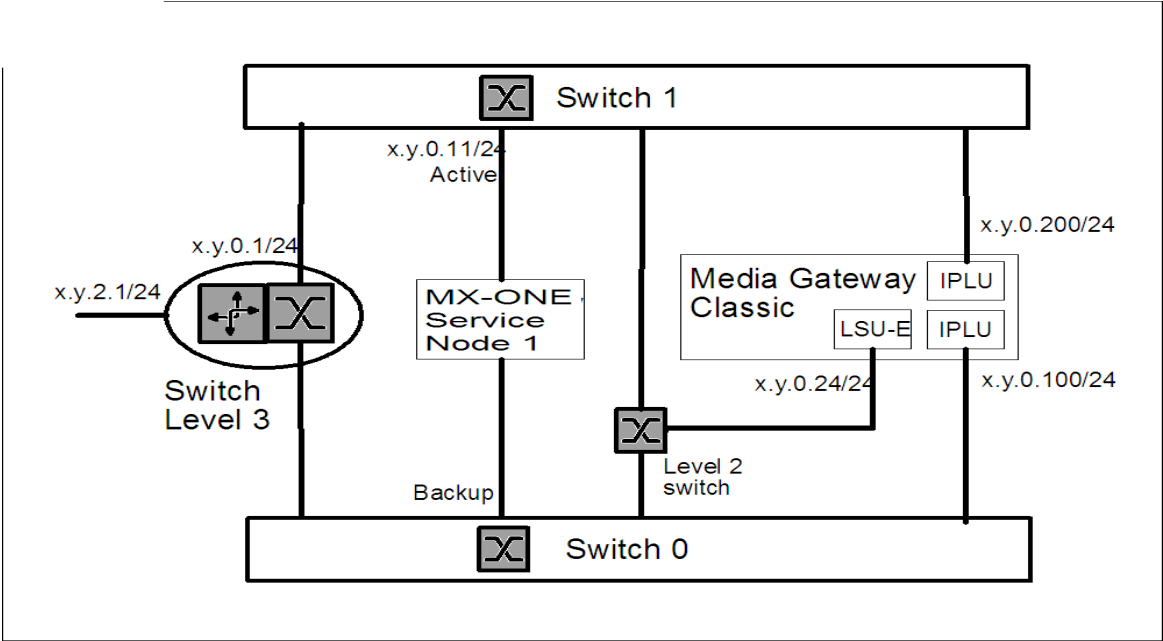 Switch 1
x.y.0.11/24
Active
x.y.0.1/24
x.y.2.1/24
Switch
Level 3
MX-ONE
Service
Node 1
x.y.0.200/24
Media Gateway
Classic
IPLU
LSU-E
IPLU
x.y.0.24/24
x.y.0.100/24
Level 2
switch
Backup
Switch 0